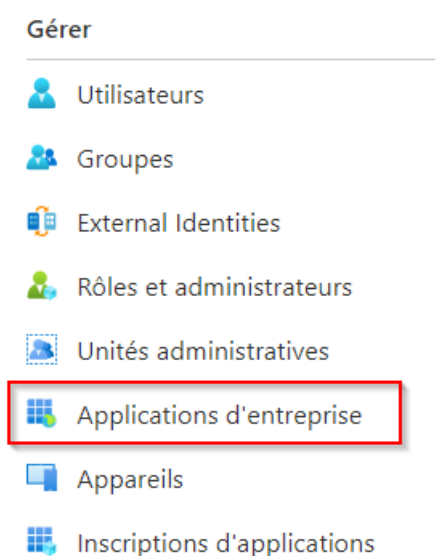 Gérer
Utilisateurs
Groupes
External Identities
Rôles et administrateurs
Unités administratives
Applications d'entreprise
Appareils
Inscriptions d'applications